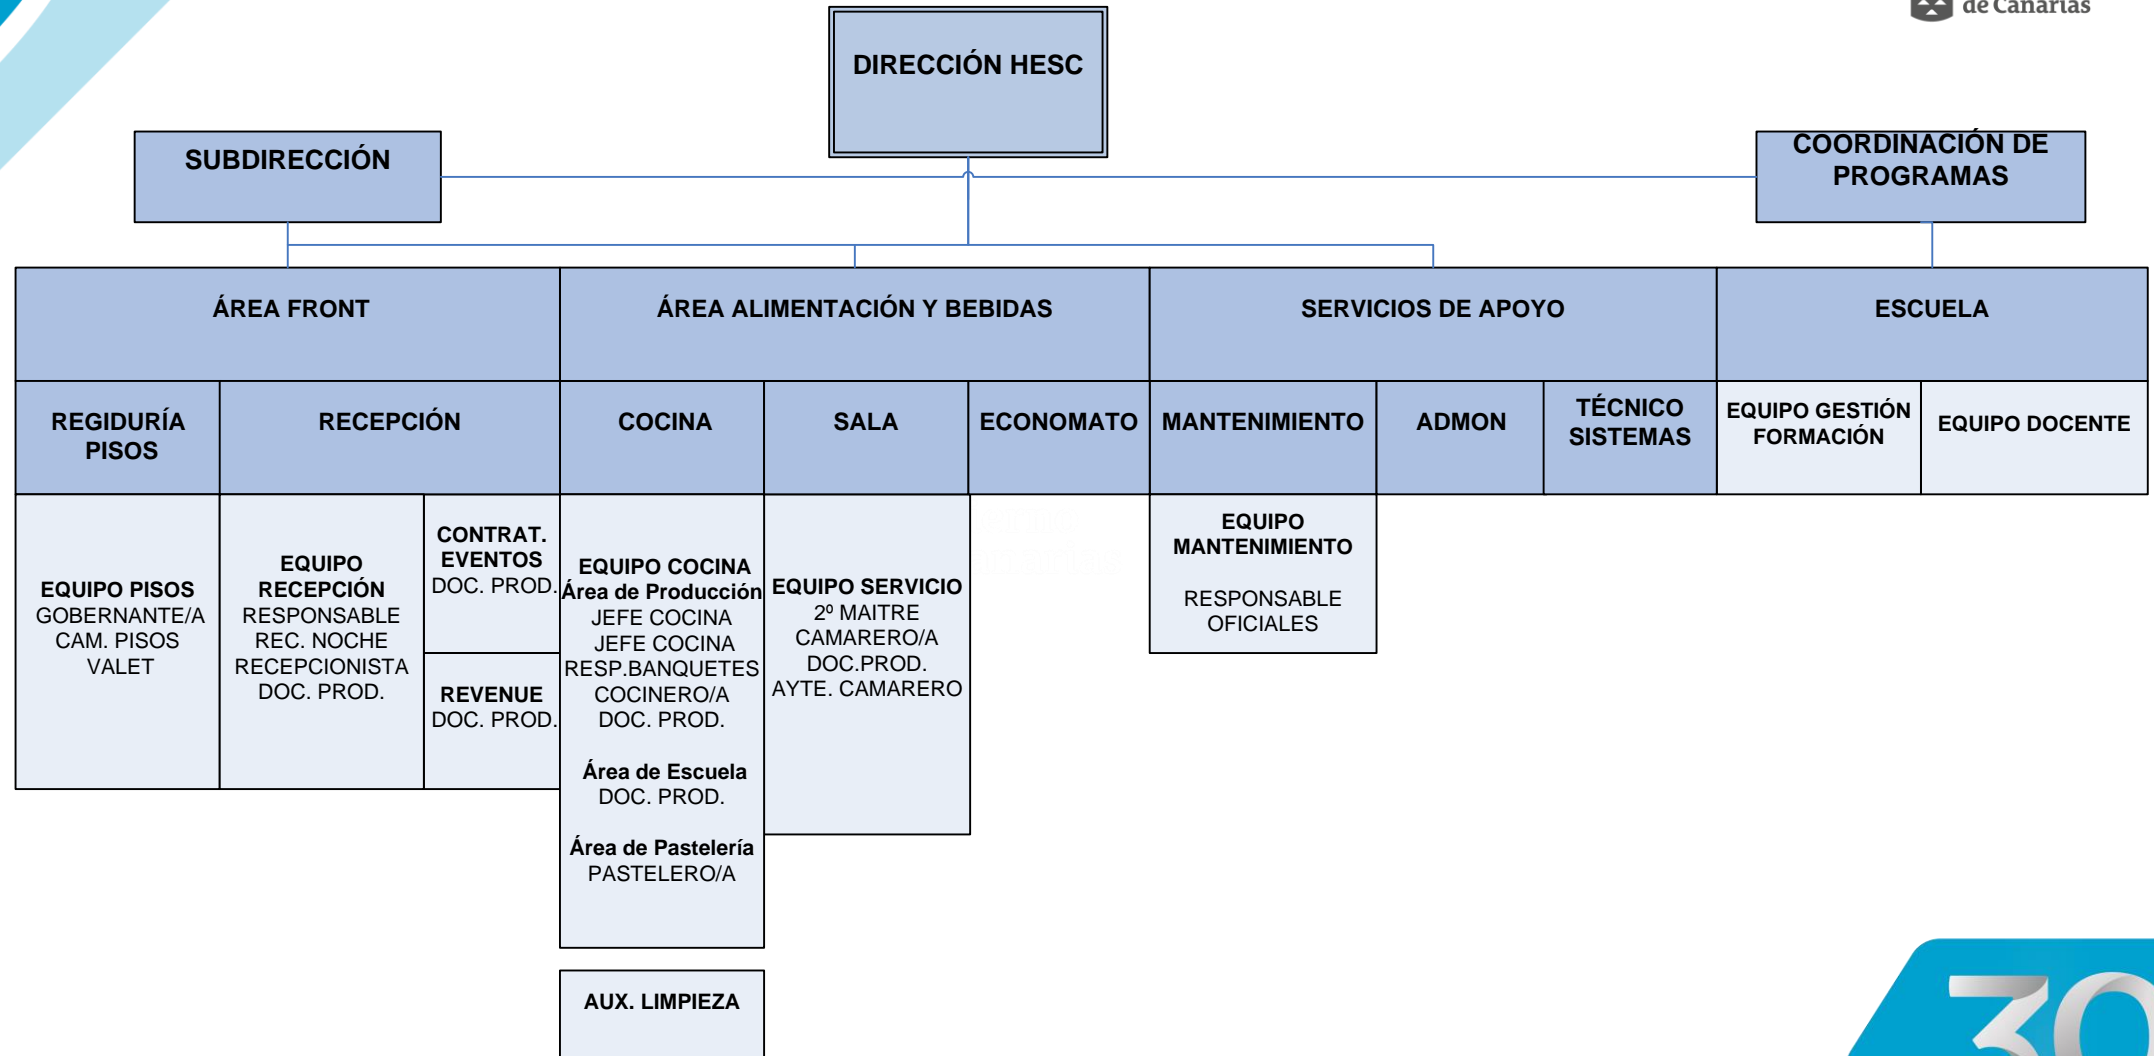 de Canarias
DIRECCIÓN HESC
SUBDIRECCIÓN
COORDINACIÓN DE
PROGRAMAS
ÁREA FRONT
ÁREA ALIMENTACIÓN Y BEBIDAS
SERVICIOS DE APOYO
ESCUELA
REGIDURÍA
PISOS
RECEPCIÓN
COCINA
SALA
ECONOMATO
MANTENIMIENTO
ADMON
TÉCNICO
SISTEMAS
EQUIPO GESTIÓN
FORMACIÓN
EQUIPO DOCENTE
EQUIPO PISOS
GOBERNANTE/A
CAM. PISOS
VALET
EQUIPO
RECEPCIÓN
RESPONSABLE
REC. NOCHE
RECEPCIONISTA
DOC. PROD.
CONTRAT.
EVENTOS
DOC. PROD.
REVENUE
DOC. PROD.
EQUIPO COCINA
Área de Producción
JEFE COCINA
JEFE COCINA
RESP.BANQUETES
COCINERO/A
DOC. PROD.
Área de Escuela
DOC. PROD.
Área de Pastelería
PASTELERO/A
AUX. LIMPIEZA
EQUIPO SERVICIO
2º MAITRE
CAMARERO/A
DOC.PROD.
AYTE. CAMARERO
EQUIPO
MANTENIMIENTO
RESPONSABLE
OFICIALES
30